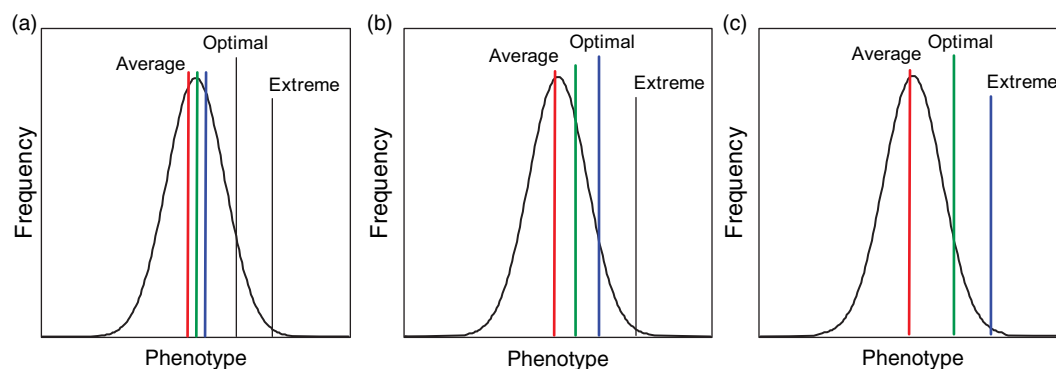 (a)
Optimal
Average
Extreme
Frequency
Phenotype
(b)
Optimal
Average
Extreme
Frequency
Phenotype
(c)
Optimal
Average
Extreme
Frequency
Phenotype